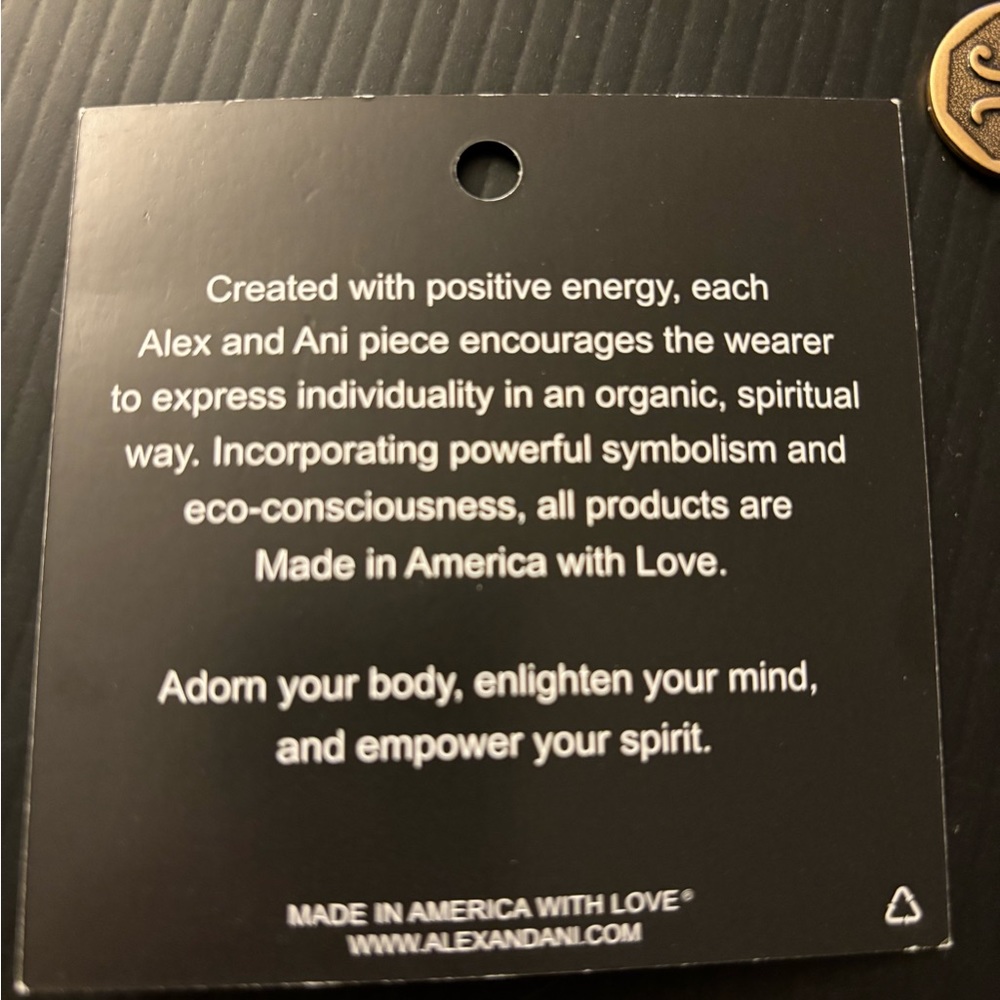 Created with positive energy, each
Alex and Ani piece encourages the wearer
to express individuality in an organic, spiritual
way. Incorporating powerful symbolism and
eco-consciousness, all products are
Made in America with Love.
Adorn your body, enlighten your mind,
and empower your spirit.
MADE IN AMERICA WITH LOVE®
WWW.ALEXANDANI.COM